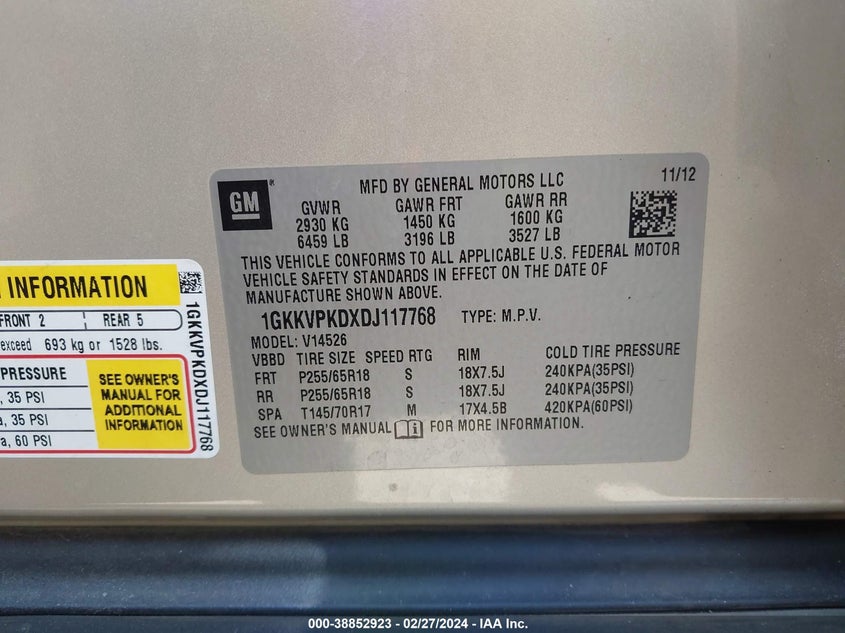 GM
MFD BY GENERAL MOTORS LLC
11/12
GVWR GAWR FRT GAWR RR
2930 KG 1450 KG 1600 KG
6459 LB 3196 LB 3527 LB
THIS VEHICLE CONFORMS TO ALL APPLICABLE U.S. FEDERAL MOTOR
VEHICLE SAFETY STANDARDS IN EFFECT ON THE DATE OF
MANUFACTURE SHOWN ABOVE.
1GKKVPKDXDJ117768 TYPE: M.P.V.
MODEL: V14526
VBBD TIRE SIZE SPEED RTG RIM COLD TIRE PRESSURE
FRT P255/65R18 S 18X7.5J 240KPA(35PSI)
RR P255/65R18 S 18X7.5J 240KPA(35PSI)
SPA T145/70R17 M 17X4.5B 420KPA(60PSI)
SEE OWNER'S MANUAL i FOR MORE INFORMATION.
INFORMATION
FRONT 2 REAR 5
exceed 693 kg or 1528 lbs.
PRESSURE
, 35 PSI
a, 35 PSI
a, 60 PSI
SEE OWNER'S
MANUAL FOR
ADDITIONAL
INFORMATION
1GKKVPKDXDJ117768
000-38852923 - 02/27/2024 - IAA Inc.